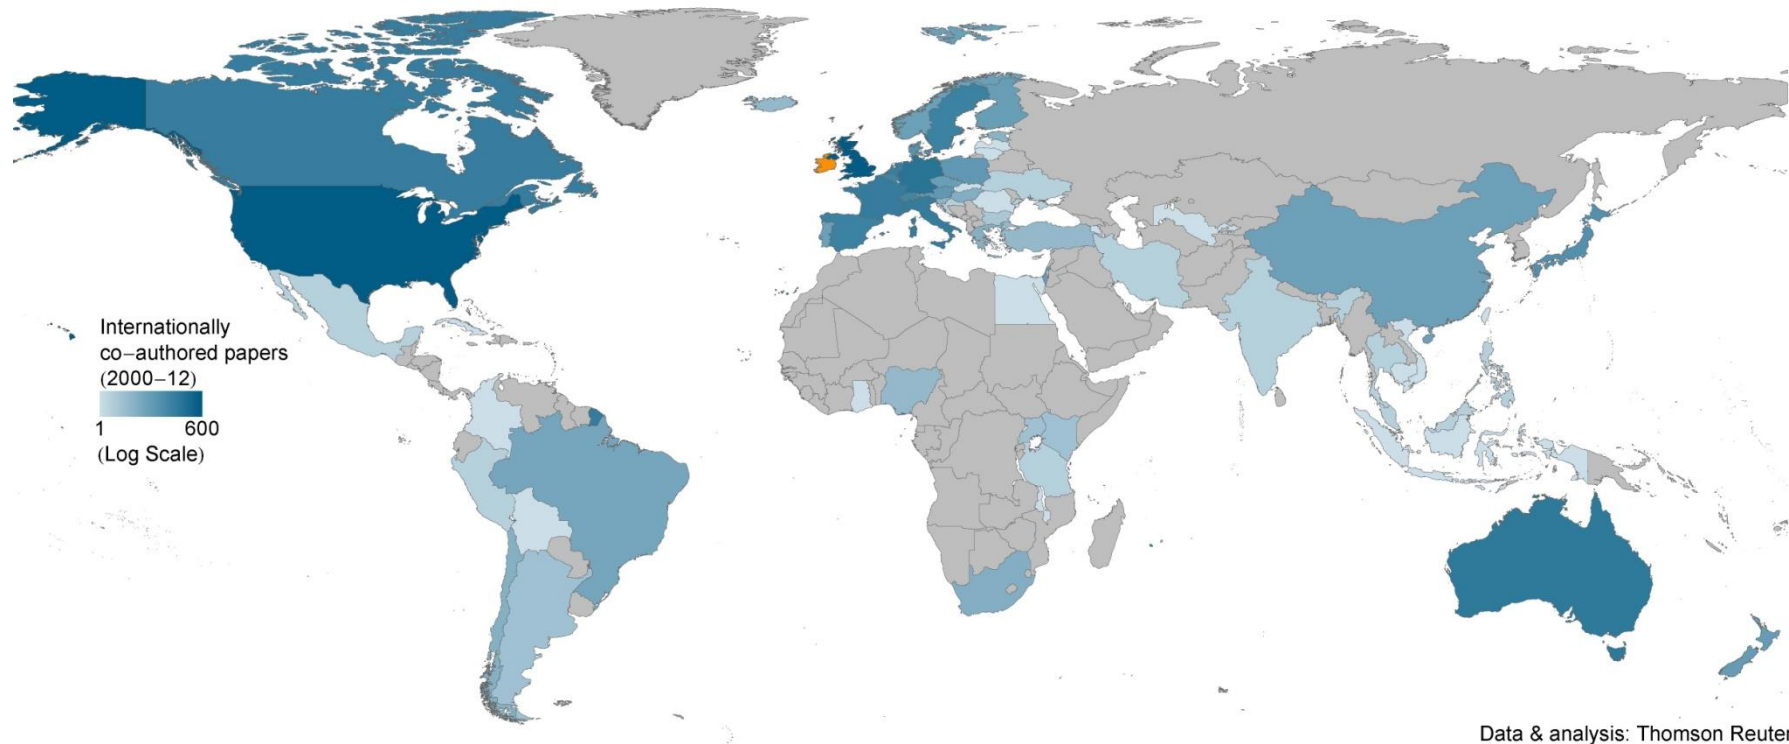 Internationally
co−authored papers
(2000−12)
1 600
(Log Scale)
Data & analysis: Thomson Reuter